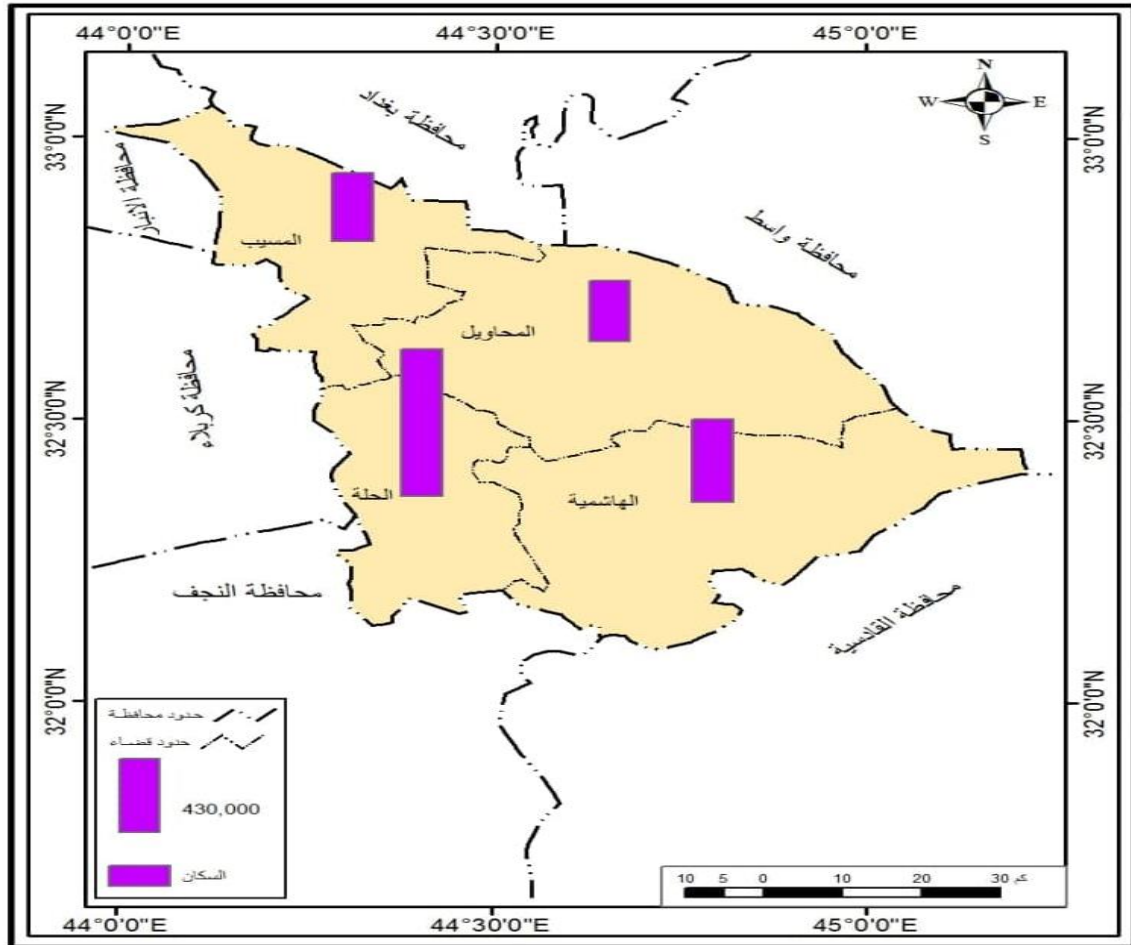 44°0'0"E
44°30'0"E
45°0'0"E
N
W E
S
33°0'0"N
33°0'0"N
محافظة بغداد
محافظة الانبار
محافظة واسط
المسيب
المحاويل
محافظة كربلاء
32°30'0"N
32°30'0"N
الحلة
الهاشمية
محافظة النجف
محافظة القادسية
32°0'0"N
32°0'0"N
حدود محافظة
حدود قضاء
430,000
السكان
10 5 0 10 20 30 كم
44°0'0"E
44°30'0"E
45°0'0"E